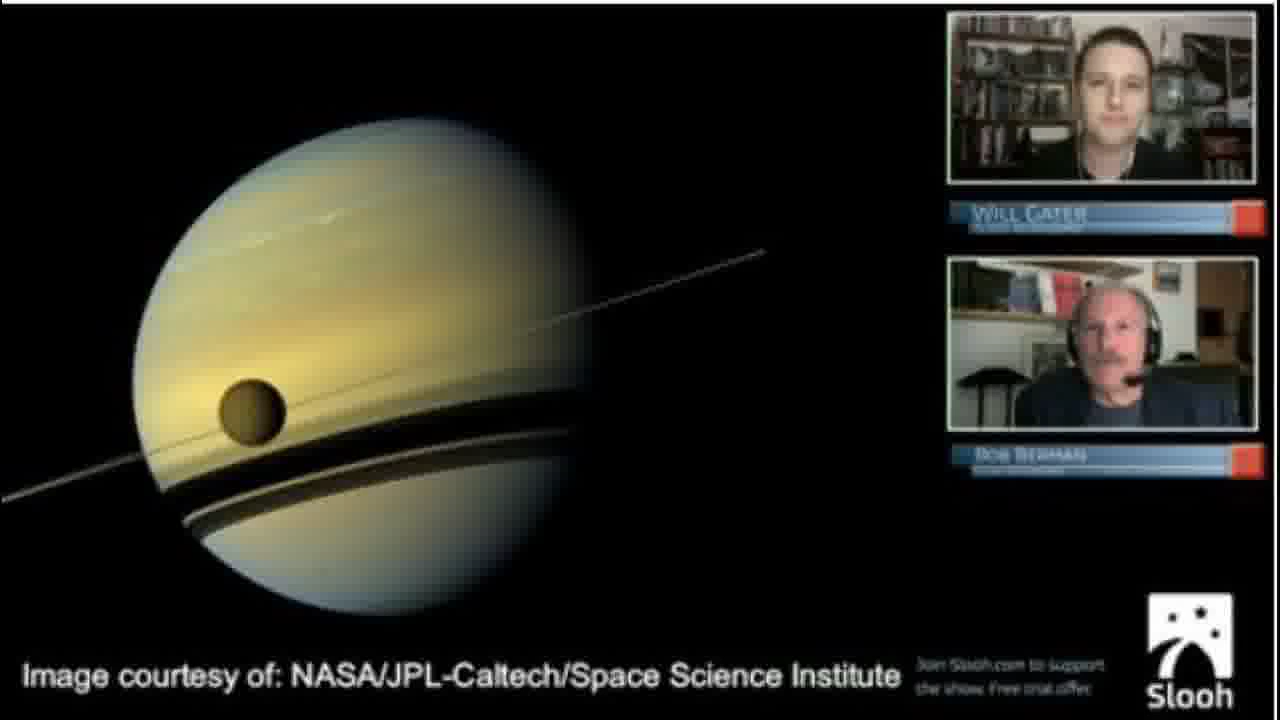 WILL GATER
BOB BERMAN
Image courtesy of: NASA/JPL-Caltech/Space Science Institute
Join Slooh.com to support
the show. Free trial offer.
Slooh